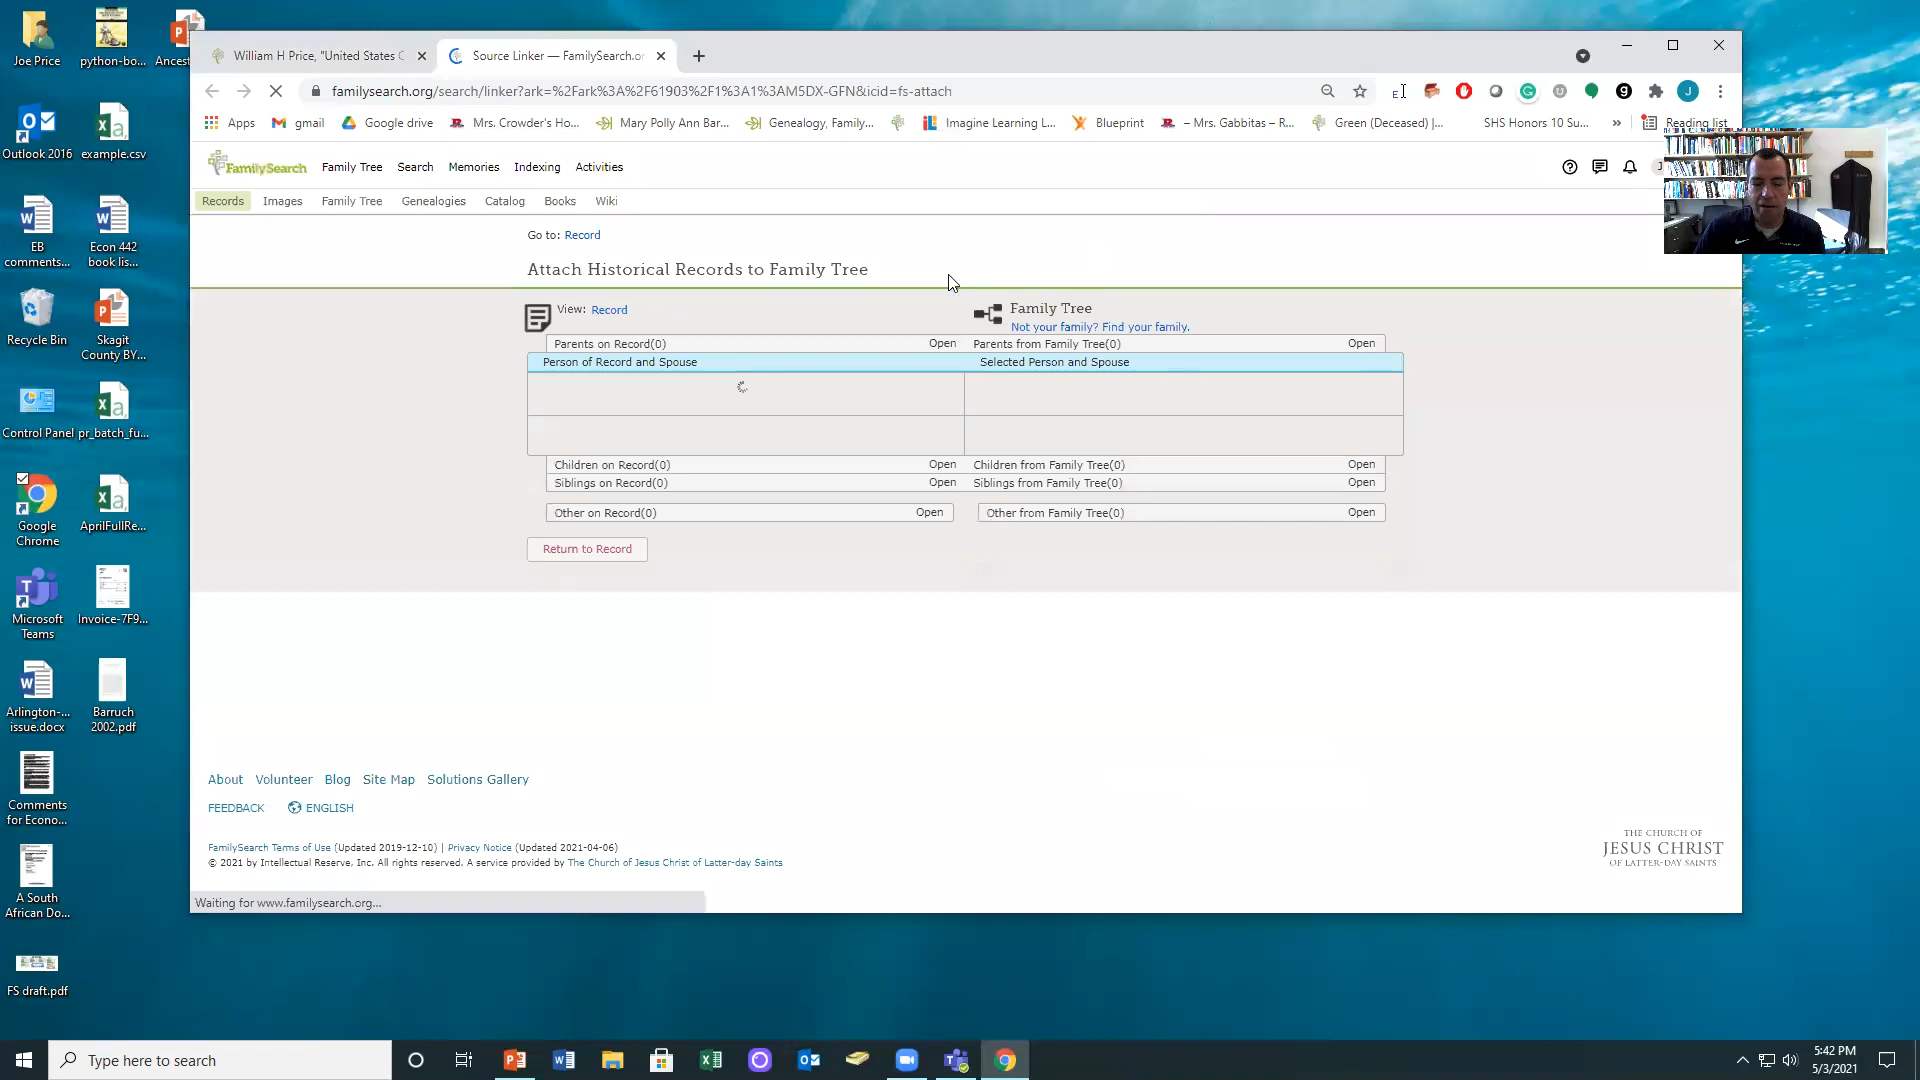 Joe Price
python-bo...
Ancest
Outlook 2016
example.csv
EB
comments...
Econ 442
book lis...
Recycle Bin
Skagit
County BY...
Control Panel
pr_batch_fu...
Google
Chrome
AprilFullRe...
Microsoft
Teams
Invoice-7F9...
Arlington-...
issue.docx
Barruch
2002.pdf
Comments
for Econo...
A South
African Do...
FS draft.pdf
William H Price, "United States C
Source Linker — FamilySearch.or
familysearch.org/search/linker?ark=%2Fark%3A%2F61903%2F1%3A1%3AM5DX-GFN&icid=fs-attach
Apps
gmail
Google drive
Mrs. Crowder's Ho...
Mary Polly Ann Bar...
Genealogy, Family...
Imagine Learning L...
Blueprint
– Mrs. Gabbitas – R...
Green (Deceased) |...
SHS Honors 10 Su...
»
Reading list
FamilySearch
Family Tree
Search
Memories
Indexing
Activities
Records
Images
Family Tree
Genealogies
Catalog
Books
Wiki
Go to: Record
Attach Historical Records to Family Tree
View: Record
Family Tree
Not your family? Find your family.
Parents on Record(0)
Open
Parents from Family Tree(0)
Open
Person of Record and Spouse
Selected Person and Spouse
Children on Record(0)
Open
Children from Family Tree(0)
Open
Siblings on Record(0)
Open
Siblings from Family Tree(0)
Open
Other on Record(0)
Open
Other from Family Tree(0)
Open
Return to Record
About
Volunteer
Blog
Site Map
Solutions Gallery
FEEDBACK
ENGLISH
FamilySearch Terms of Use (Updated 2019-12-10) | Privacy Notice (Updated 2021-04-06)
© 2021 by Intellectual Reserve, Inc. All rights reserved. A service provided by The Church of Jesus Christ of Latter-day Saints
THE CHURCH OF
JESUS CHRIST
OF LATTER-DAY SAINTS
Waiting for www.familysearch.org...
Type here to search
5:42 PM
5/3/2021